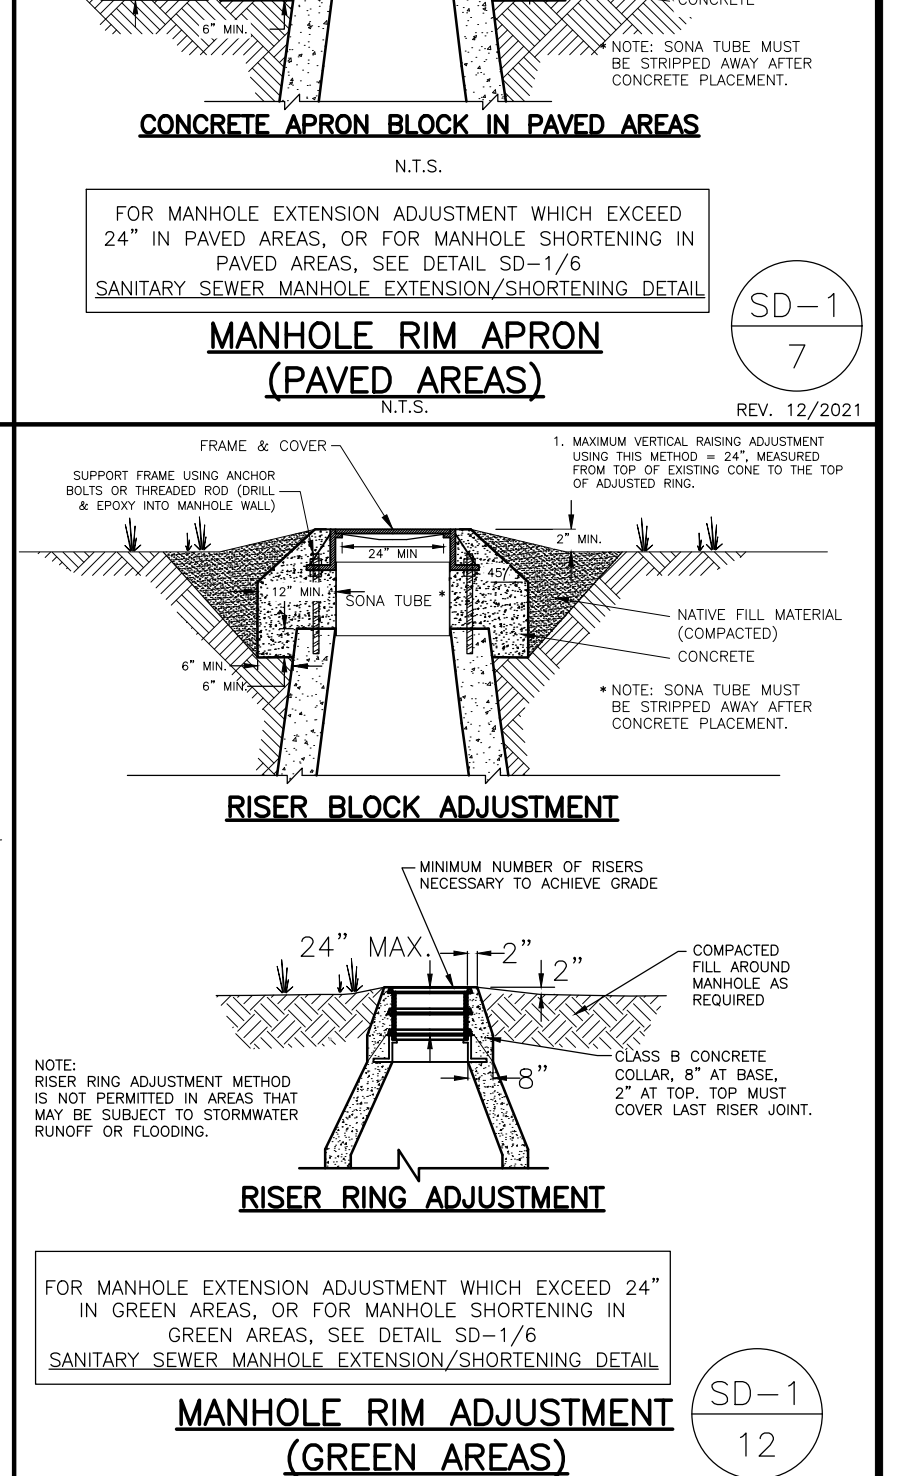 CONCRETE
6" MIN.
* NOTE: SONA TUBE MUST
BE STRIPPED AWAY AFTER
CONCRETE PLACEMENT.
CONCRETE APRON BLOCK IN PAVED AREAS
N.T.S.
FOR MANHOLE EXTENSION ADJUSTMENT WHICH EXCEED
24" IN PAVED AREAS, OR FOR MANHOLE SHORTENING IN
PAVED AREAS, SEE DETAIL SD-1/6
SANITARY SEWER MANHOLE EXTENSION/SHORTENING DETAIL
MANHOLE RIM APRON
(PAVED AREAS)
N.T.S.
SD-1
7
REV. 12/2021
FRAME & COVER
1. MAXIMUM VERTICAL RAISING ADJUSTMENT
USING THIS METHOD = 24", MEASURED
FROM TOP OF EXISTING CONE TO THE TOP
OF ADJUSTED RING.
SUPPORT FRAME USING ANCHOR
BOLTS OR THREADED ROD (DRILL
& EPOXY INTO MANHOLE WALL)
2" MIN.
24" MIN
45°
12" MIN.
SONA TUBE *
NATIVE FILL MATERIAL
(COMPACTED)
CONCRETE
6" MIN.
6" MIN.
* NOTE: SONA TUBE MUST
BE STRIPPED AWAY AFTER
CONCRETE PLACEMENT.
RISER BLOCK ADJUSTMENT
MINIMUM NUMBER OF RISERS
NECESSARY TO ACHIEVE GRADE
24" MAX.
2"
2"
COMPACTED
FILL AROUND
MANHOLE AS
REQUIRED
NOTE:
RISER RING ADJUSTMENT METHOD
IS NOT PERMITTED IN AREAS THAT
MAY BE SUBJECT TO STORMWATER
RUNOFF OR FLOODING.
8"
CLASS B CONCRETE
COLLAR, 8" AT BASE,
2" AT TOP. TOP MUST
COVER LAST RISER JOINT.
RISER RING ADJUSTMENT
FOR MANHOLE EXTENSION ADJUSTMENT WHICH EXCEED 24"
IN GREEN AREAS, OR FOR MANHOLE SHORTENING IN
GREEN AREAS, SEE DETAIL SD-1/6
SANITARY SEWER MANHOLE EXTENSION/SHORTENING DETAIL
MANHOLE RIM ADJUSTMENT
(GREEN AREAS)
SD-1
12